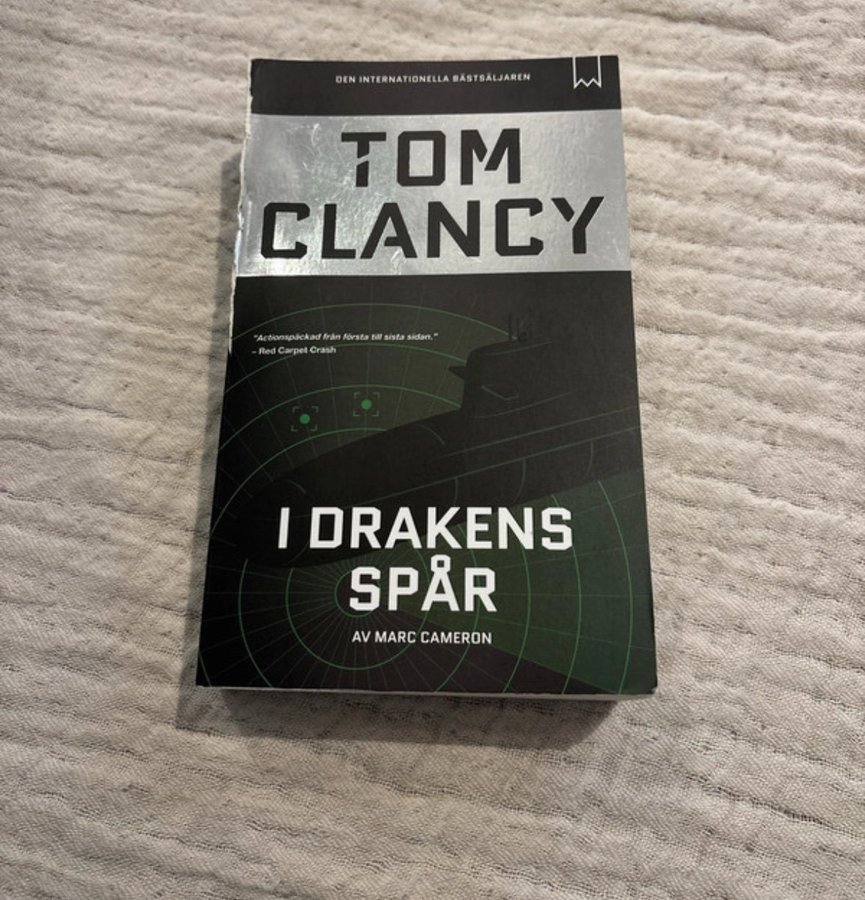 DEN INTERNATIONELLA BÄSTSÄLJAREN
TOM
CLANCY
"Actionspäckad från första till sista sidan."
– Red Carpet Crash
I DRAKENS
SPÅR
AV MARC CAMERON